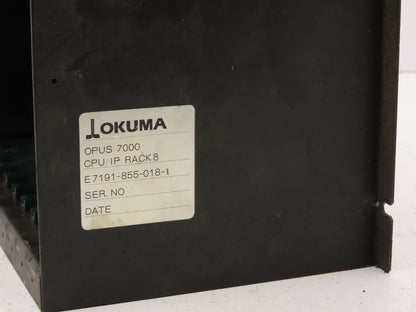 OKUMA
OPUS 7000
CPU/IP RACK8
E7191-855-018-1
SER. NO
DATE